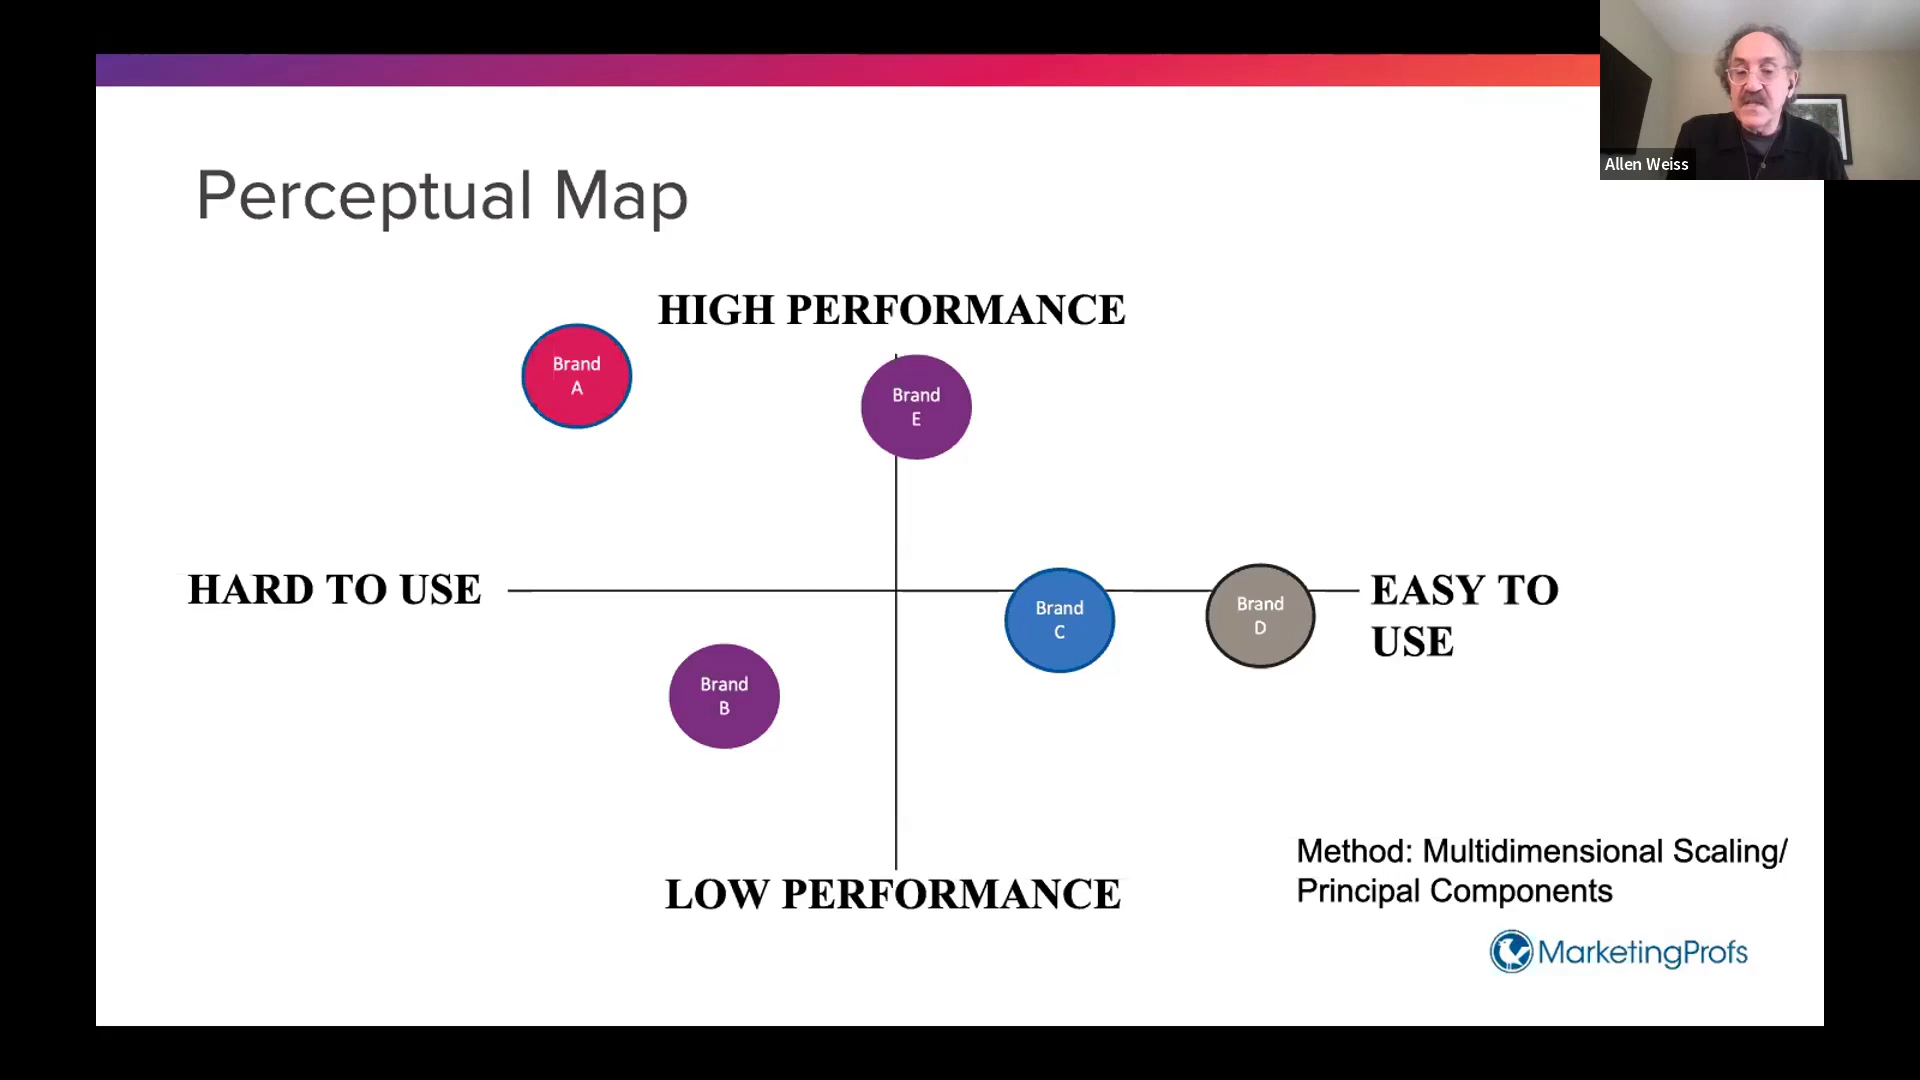 Allen Weiss
Perceptual Map
HIGH PERFORMANCE
Brand
A
Brand
E
HARD TO USE
EASY TO
USE
Brand
C
Brand
D
Brand
B
LOW PERFORMANCE
Method: Multidimensional Scaling/
Principal Components
MarketingProfs